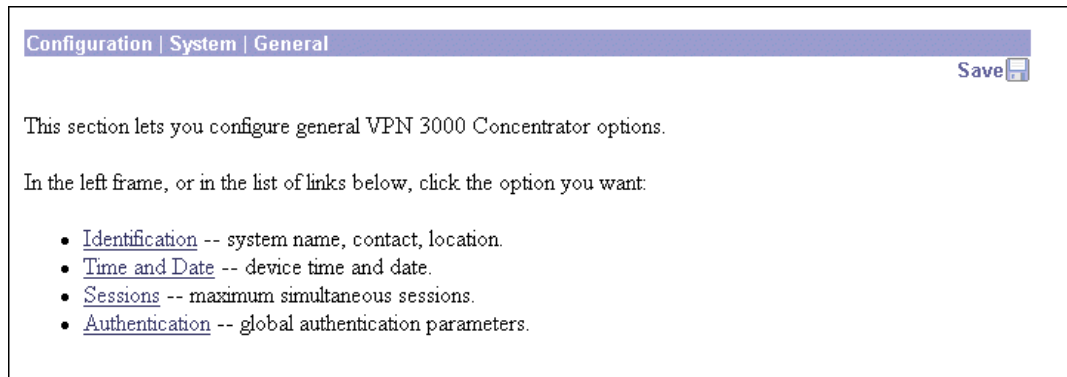 Configuration | System | General
Save
This section lets you configure general VPN 3000 Concentrator options.
In the left frame, or in the list of links below, click the option you want:
• Identification -- system name, contact, location.
• Time and Date -- device time and date.
• Sessions -- maximum simultaneous sessions.
• Authentication -- global authentication parameters.